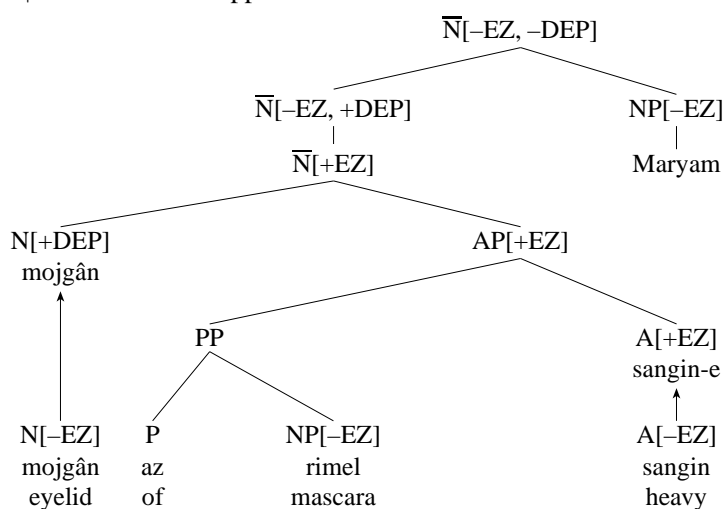 N̅[–EZ, –DEP]
N̅[–EZ, +DEP] NP[–EZ]
N̅[+EZ] Maryam
N[+DEP] AP[+EZ]
mojgân
PP A[+EZ]
sangin-e
N[–EZ] P NP[–EZ] A[–EZ]
mojgân az rimel sangin
eyelid of mascara heavy